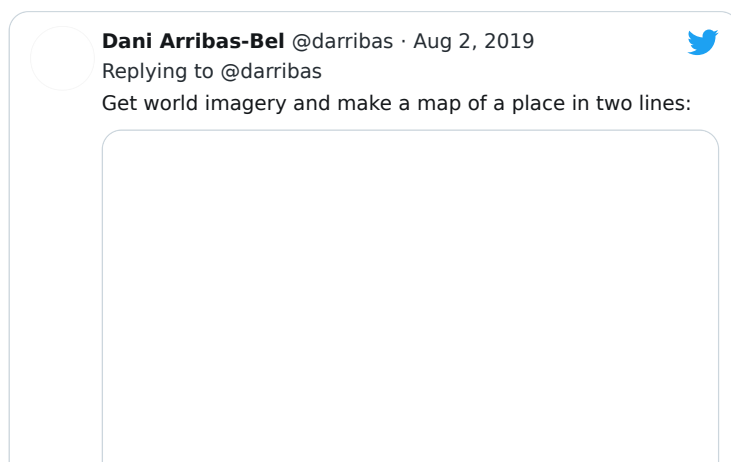 Dani Arribas-Bel @darribas · Aug 2, 2019
Replying to @darribas
Get world imagery and make a map of a place in two lines: